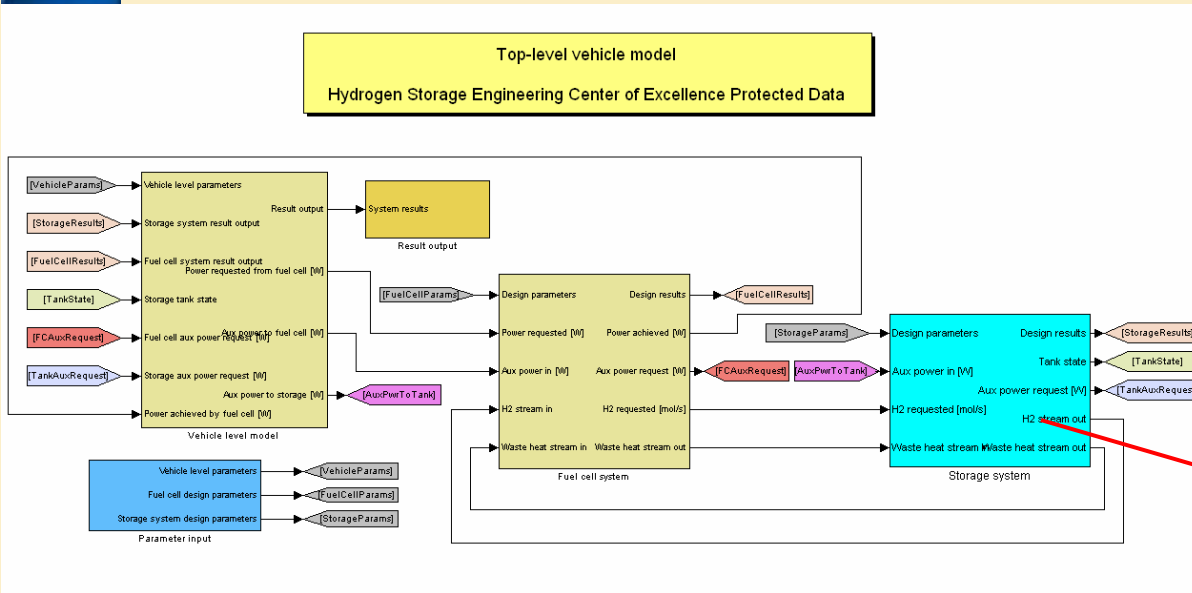 Top-level vehicle model
Hydrogen Storage Engineering Center of Excellence Protected Data
[VehicleParams]
[StorageResults]
[FuelCellResults]
[TankState]
[FCAuxRequest]
[TankAuxRequest]
Vehicle level parameters
Storage system result output
Fuel cell system result output
Storage tank state
Fuel cell aux power request [W]
Storage aux power request [W]
Power achieved by fuel cell [W]
Result output
Power requested from fuel cell [W]
Aux power to fuel cell [W]
Aux power to storage [W]
Vehicle level model
System results
Result output
[AuxPwrToTank]
[FuelCellParams]
Design parameters
Power requested [W]
Aux power in [W]
H2 stream in
Waste heat stream in
Design results
Power achieved [W]
Aux power request [W]
H2 requested [mol/s]
Waste heat stream out
Fuel cell system
[FuelCellResults]
[FCAuxRequest]
[StorageParams]
[AuxPwrToTank]
Design parameters
Aux power in [W]
H2 requested [mol/s]
Waste heat stream in
Design results
Tank state
Aux power request [W]
H2 stream out
Waste heat stream out
Storage system
[StorageResults]
[TankState]
[TankAuxReques
Vehicle level parameters
Fuel cell design parameters
Storage system design parameters
Parameter input
[VehicleParams]
[FuelCellParams]
[StorageParams]